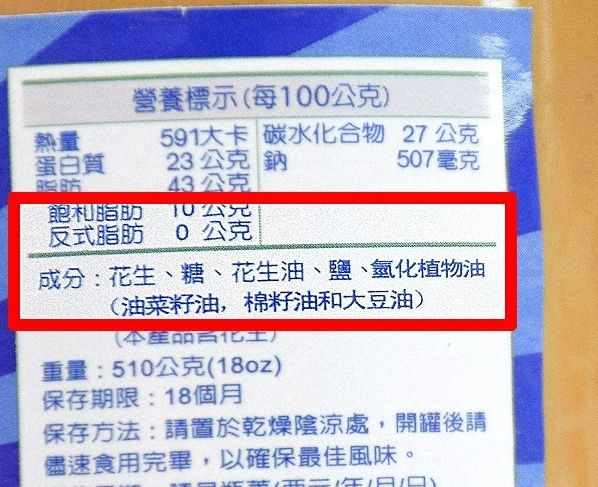 營養標示(每100公克)
熱量 591大卡 碳水化合物 27 公克
蛋白質 23 公克 鈉 507毫克
脂肪 43 公克
飽和脂肪 10 公克
反式脂肪 0 公克
成分：花生、糖、花生油、鹽、氫化植物油
(油菜籽油，棉籽油和大豆油)
(本產品含花生)
重量：510公克(18oz)
保存期限：18個月
保存方法：請置於乾燥陰涼處，開罐後請
儘速食用完畢，以確保最佳風味。